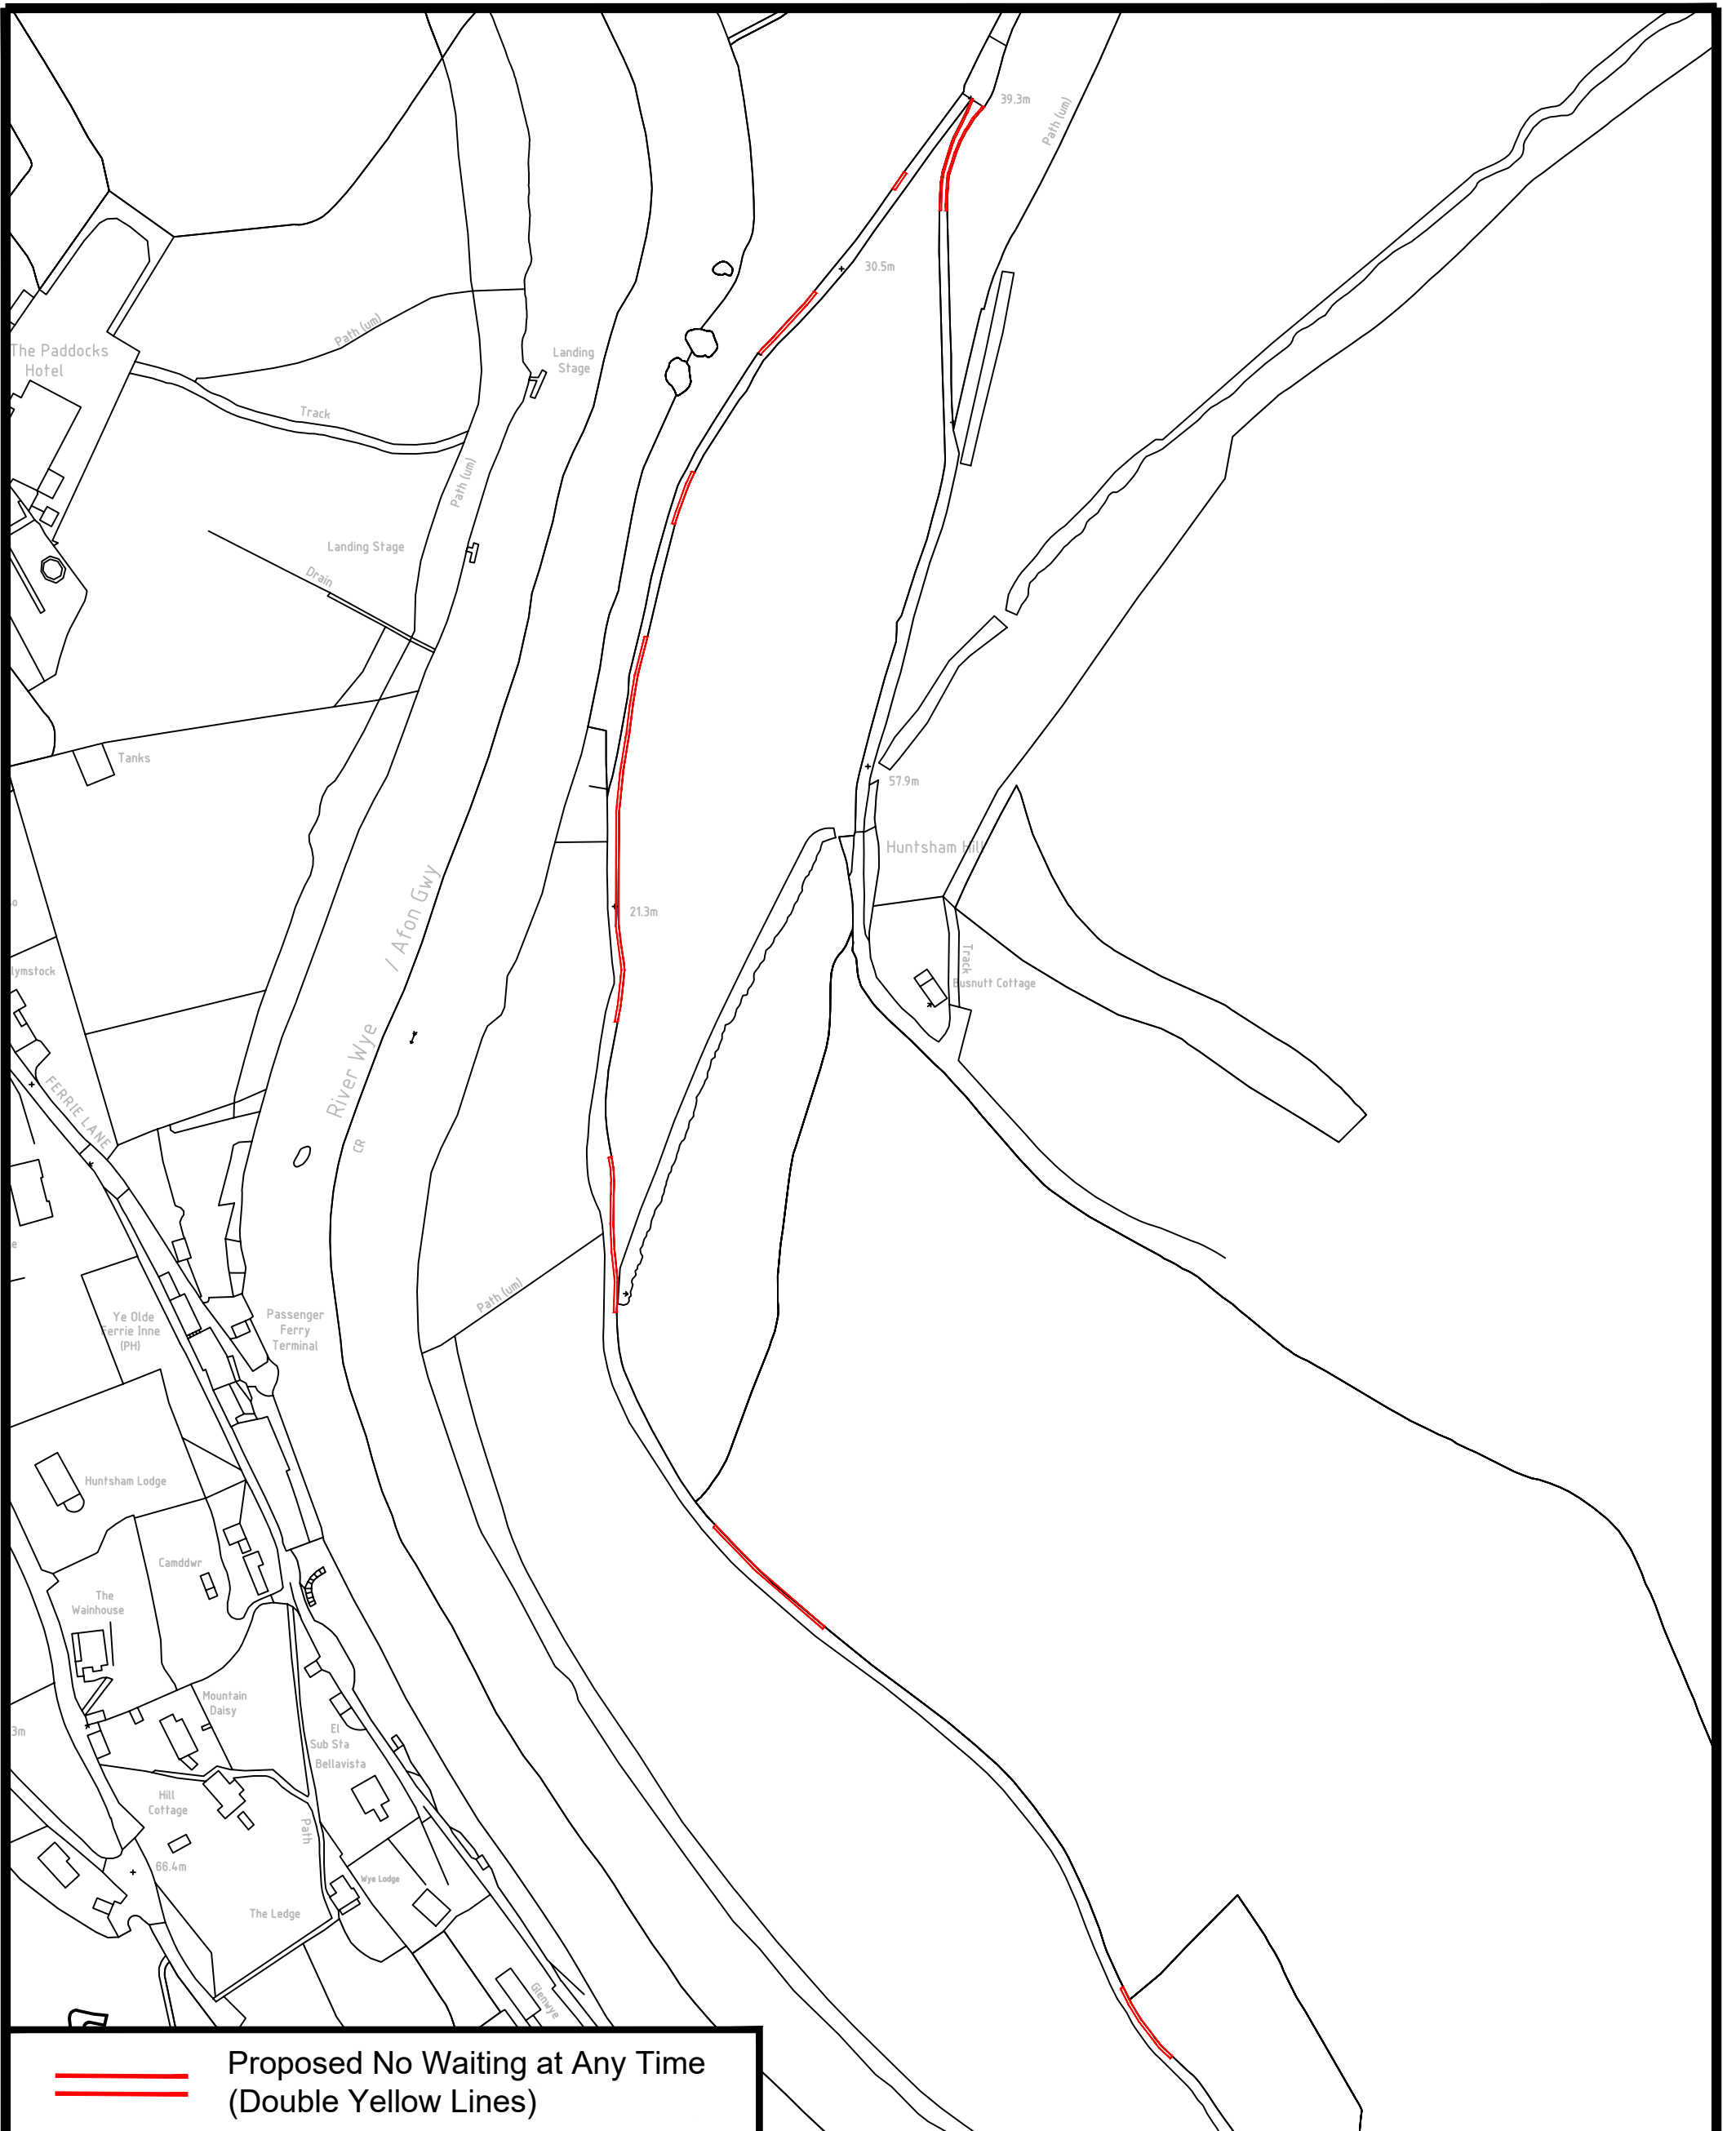 39.3m
Path (um)
30.5m
Path (um)
The Paddocks
Hotel
Landing
Stage
Track
Path (um)
Landing Stage
Drain
Tanks
57.9m
Huntsham Hill
/ Afon Gwy
21.3m
lymstock
Track
Busnutt Cottage
River Wye
FERRIE LANE
CR
e
Path (um)
Ye Olde
Ferrie Inne
(PH)
Passenger
Ferry
Terminal
Huntsham Lodge
Camddwr
The
Wainhouse
Mountain
Daisy
3m
El
Sub Sta
Bellavista
Hill
Cottage
Path
66.4m
Wye Lodge
The Ledge
Glenwye
Proposed No Waiting at Any Time
(Double Yellow Lines)